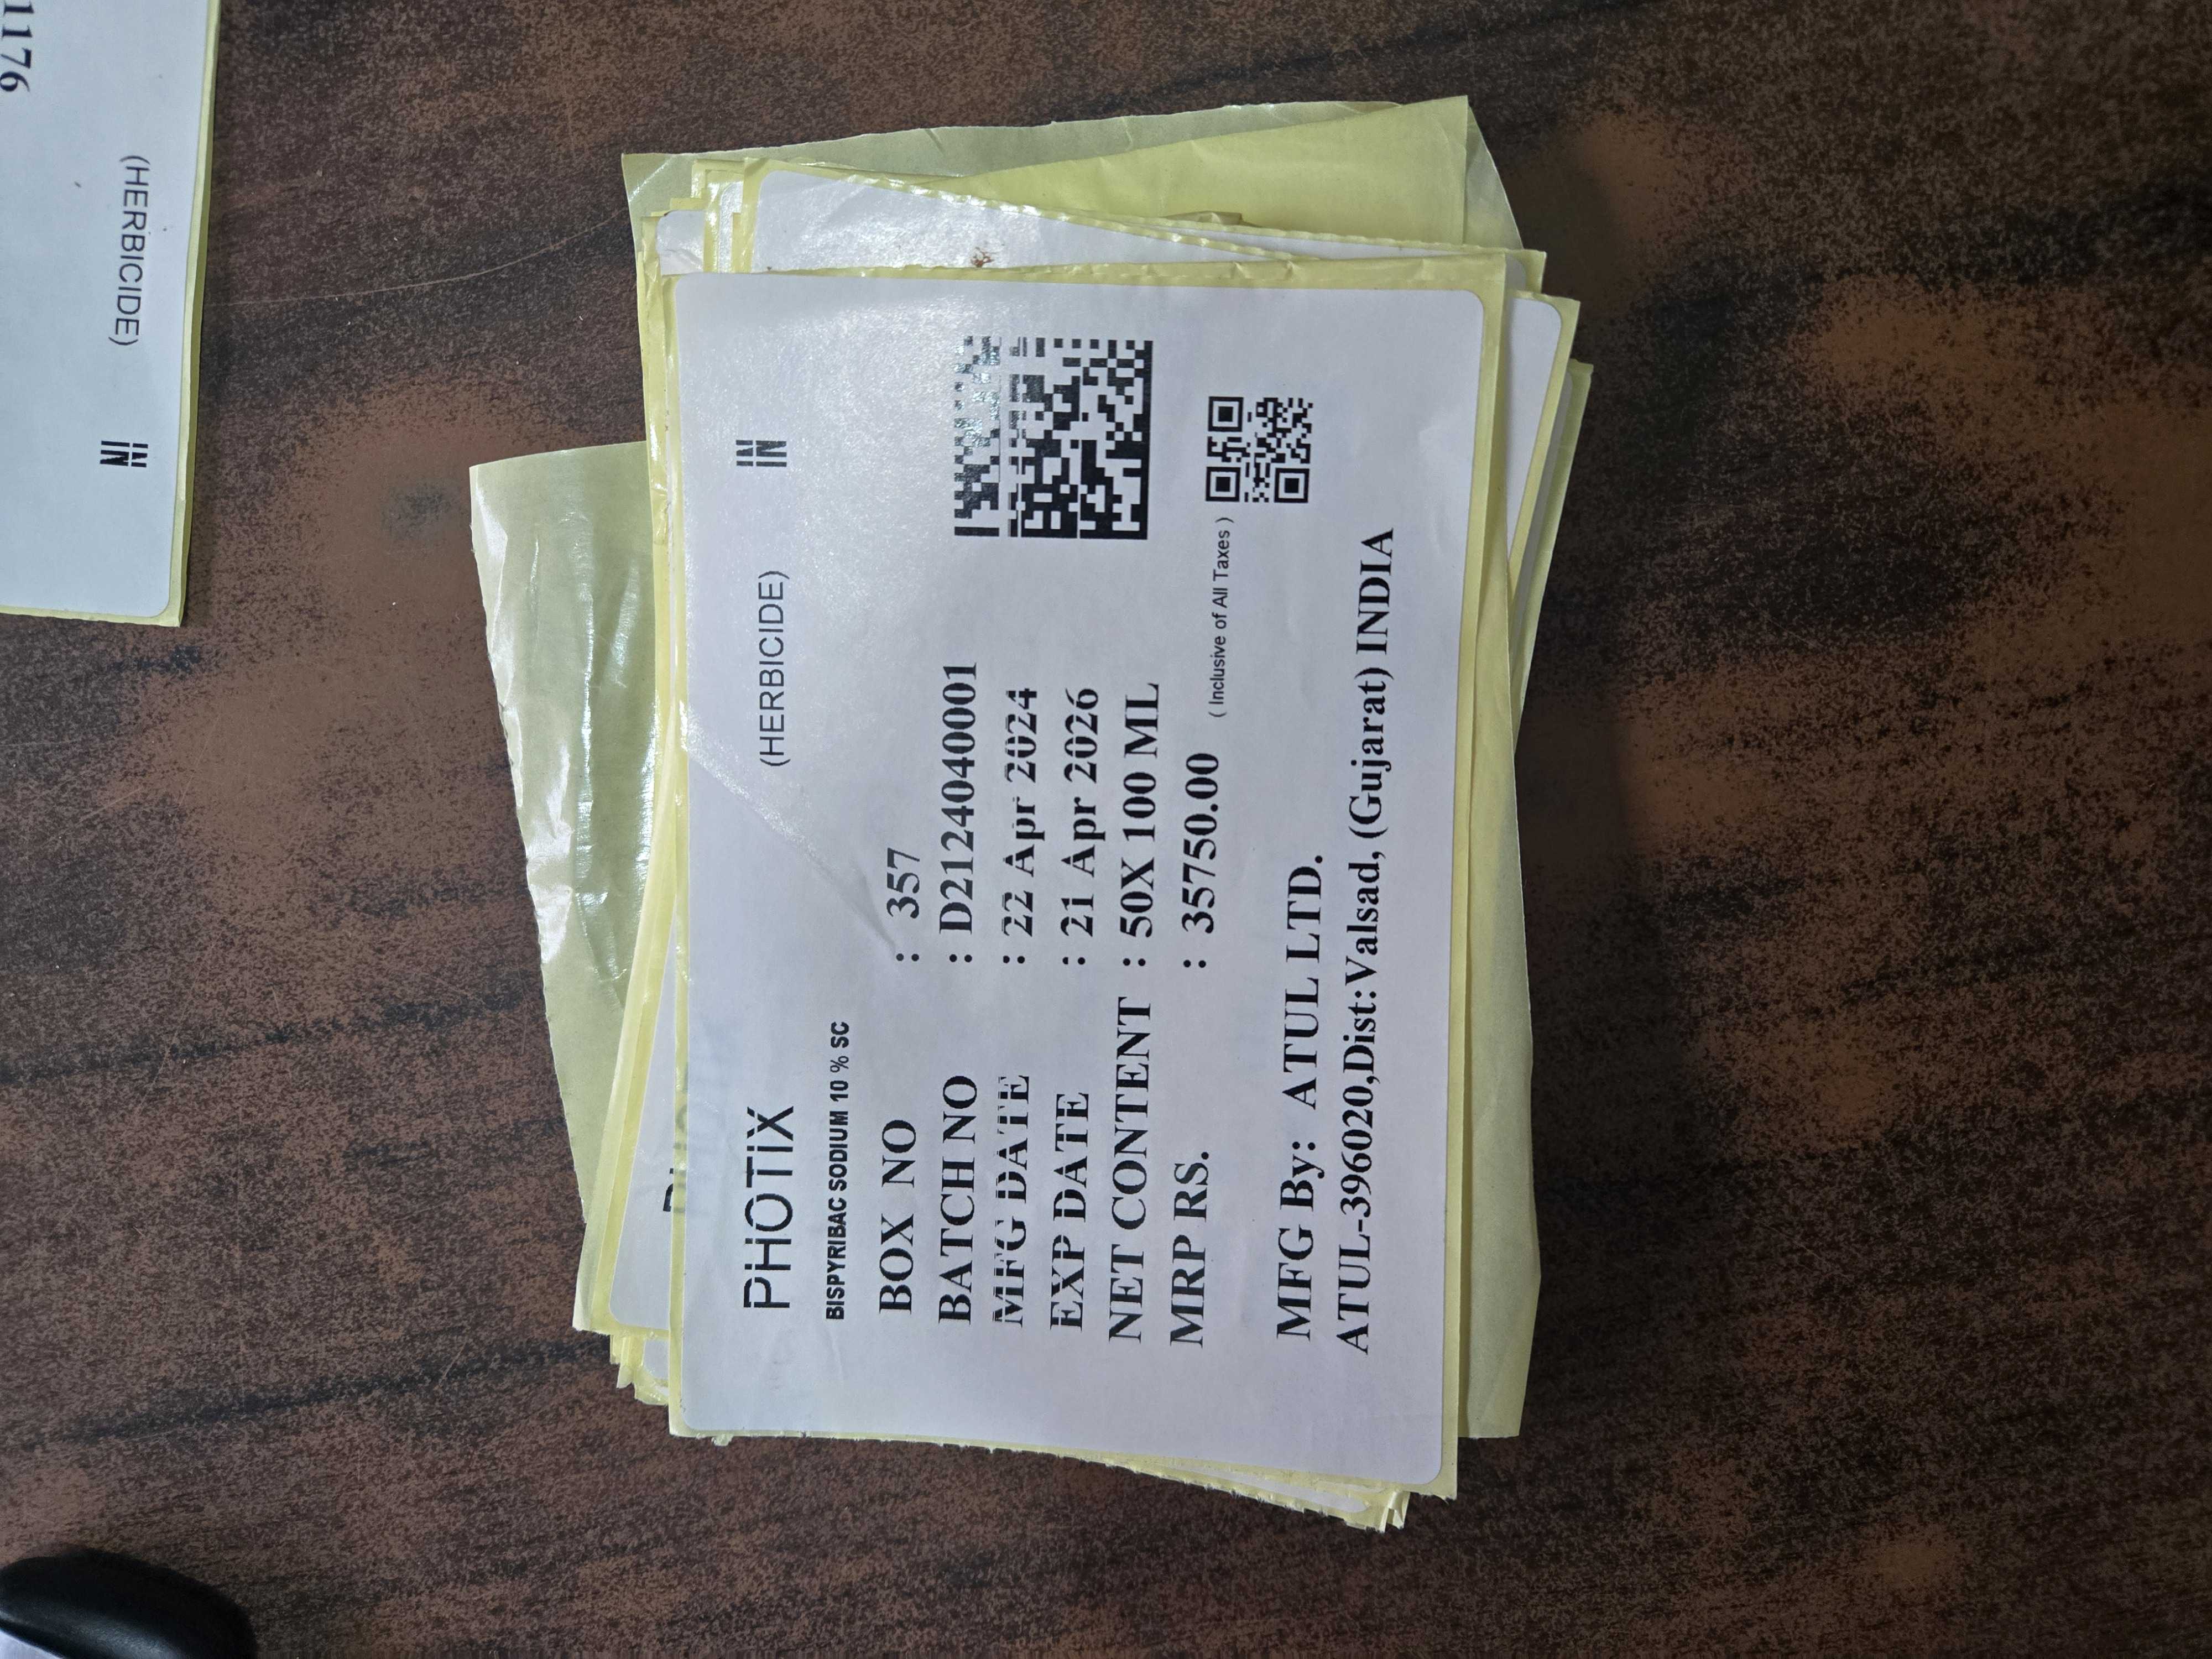 PHOTIX (HERBICIDE) IN
BISPYRIBAC SODIUM 10 % SC
BOX NO : 357
BATCH NO : D2124040001
MFG DATE : 22 Apr 2024
EXP DATE : 21 Apr 2026
NET CONTENT : 50X 100 ML
MRP RS. : 35750.00 ( Inclusive of All Taxes )
MFG By: ATUL LTD.
ATUL-396020,Dist:Valsad, (Gujarat) INDIA
1176
(HERBICIDE) IN